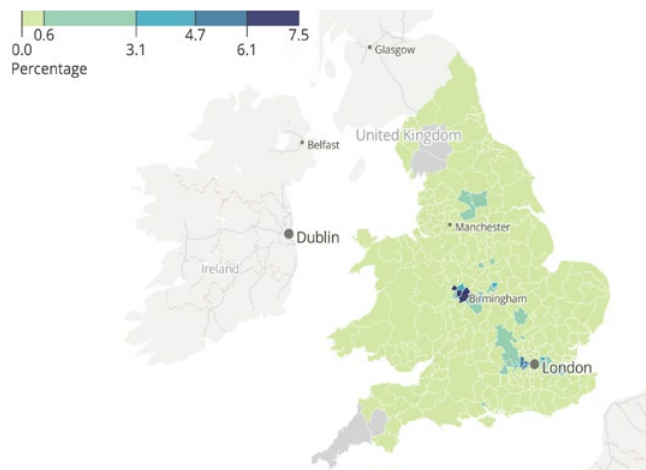 0.0 0.6 3.1 4.7 6.1 7.5
Percentage
Glasgow
United Kingdom
Belfast
Manchester
Dublin
Ireland
Birmingham
London